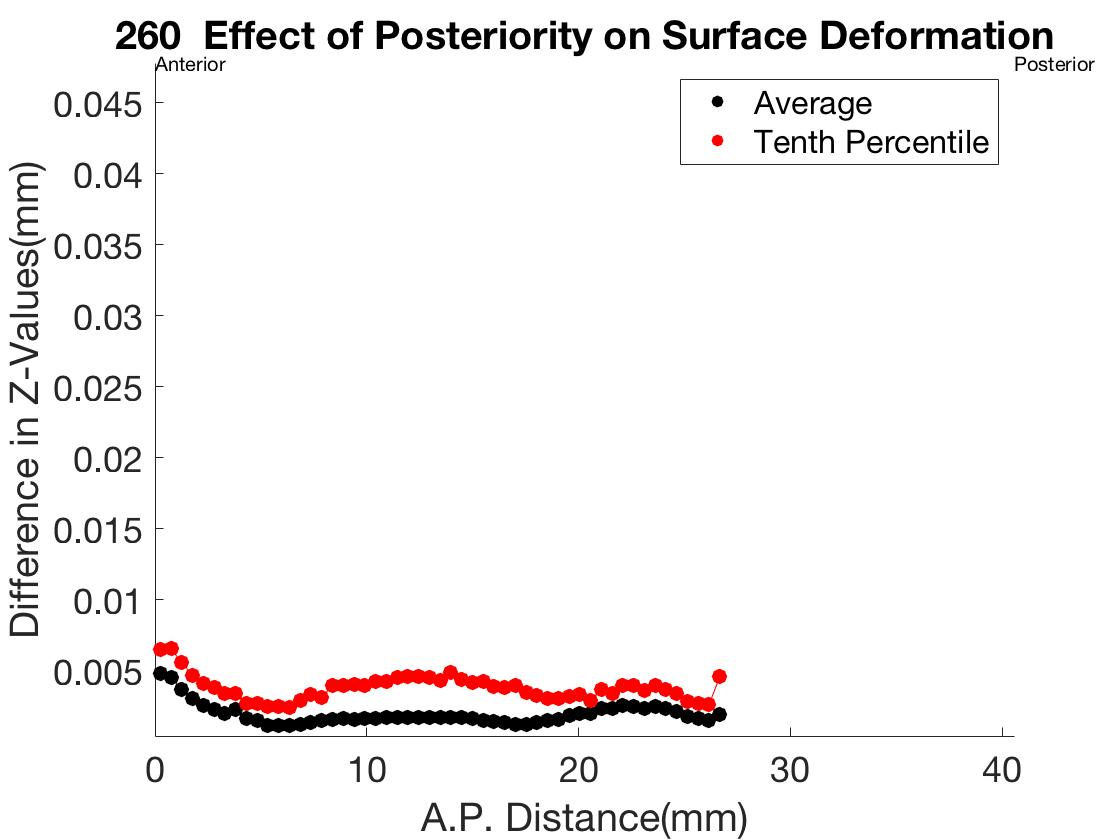 260  Effect of Posteriority on Surface Deformation
Anterior
Posterior
Average
Tenth Percentile
0.045
0.04
0.035
0.03
0.025
0.02
0.015
0.01
0.005
Difference in Z-Values(mm)
0
10
20
30
40
A.P. Distance(mm)